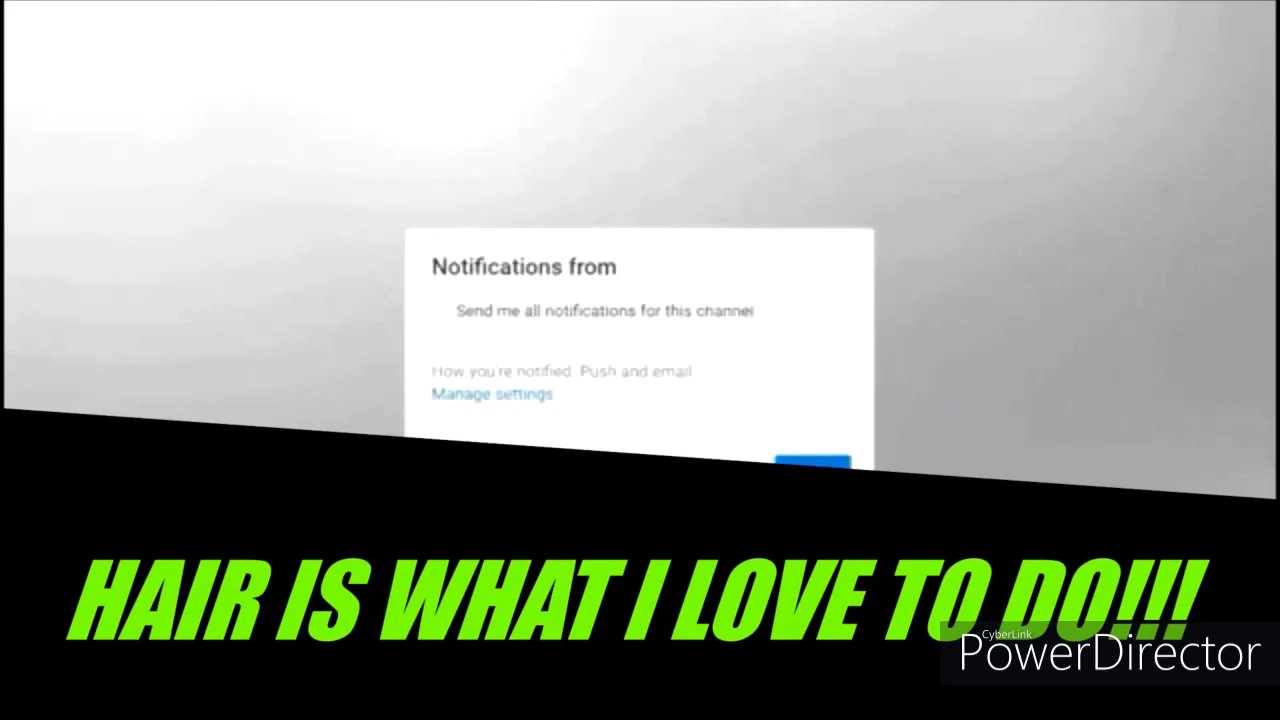 Notifications from
Send me all notifications for this channel
How you're notified: Push and email
Manage settings
HAIR IS WHAT I LOVE TO DO!!!
CyberLink
PowerDirector